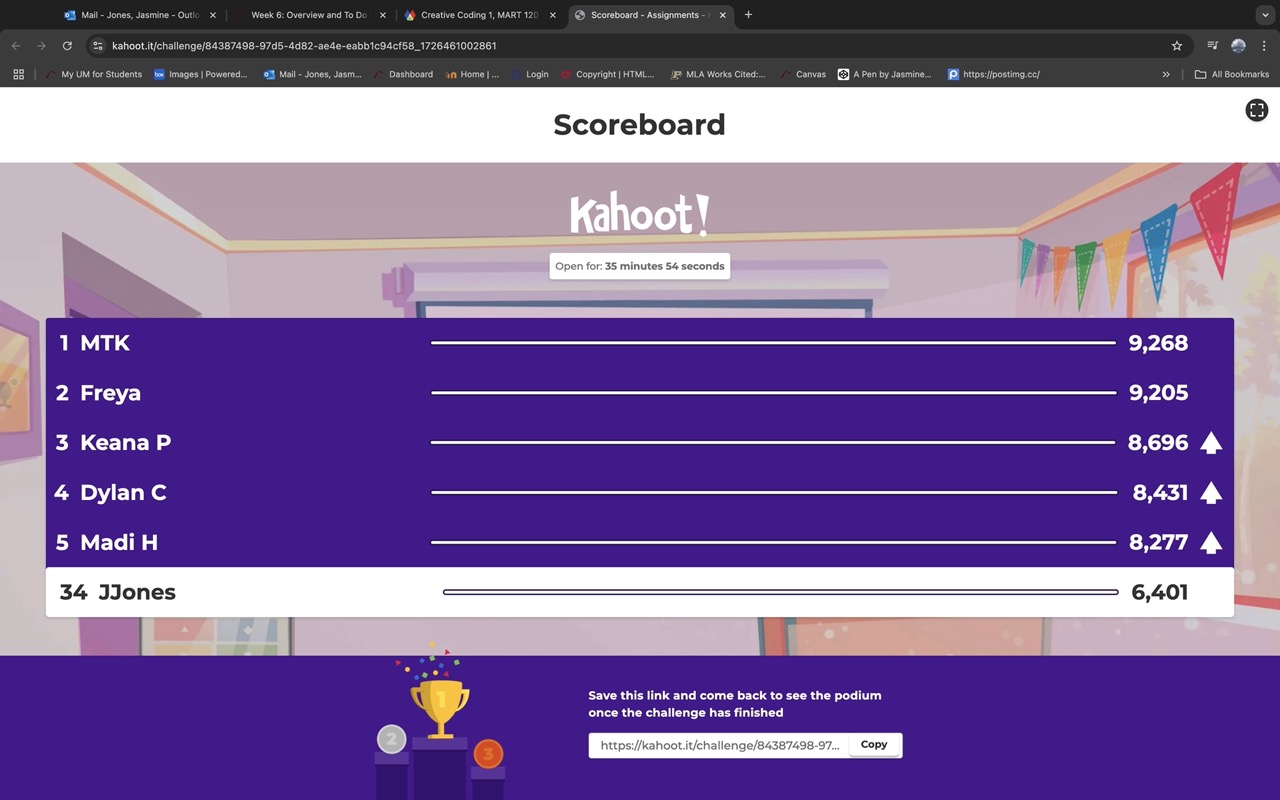 Mail - Jones, Jasmine - Outlo
Week 6: Overview and To Do
Creative Coding 1, MART 120
Scoreboard - Assignments -
kahoot.it/challenge/84387498-97d5-4d82-ae4e-eabb1c94cf58_1726461002861
My UM for Students
box
Images | Powered...
Mail - Jones, Jasm...
Dashboard
Home | ...
Login
Copyright | HTML...
MLA Works Cited:...
Canvas
A Pen by Jasmine...
https://postimg.cc/
»
All Bookmarks
Scoreboard
Kahoot!
Open for: 35 minutes 54 seconds
1 MTK 9,268
2 Freya 9,205
3 Keana P 8,696
4 Dylan C 8,431
5 Madi H 8,277
34 JJones 6,401
1
2
3
Save this link and come back to see the podium
once the challenge has finished
https://kahoot.it/challenge/84387498-97... Copy